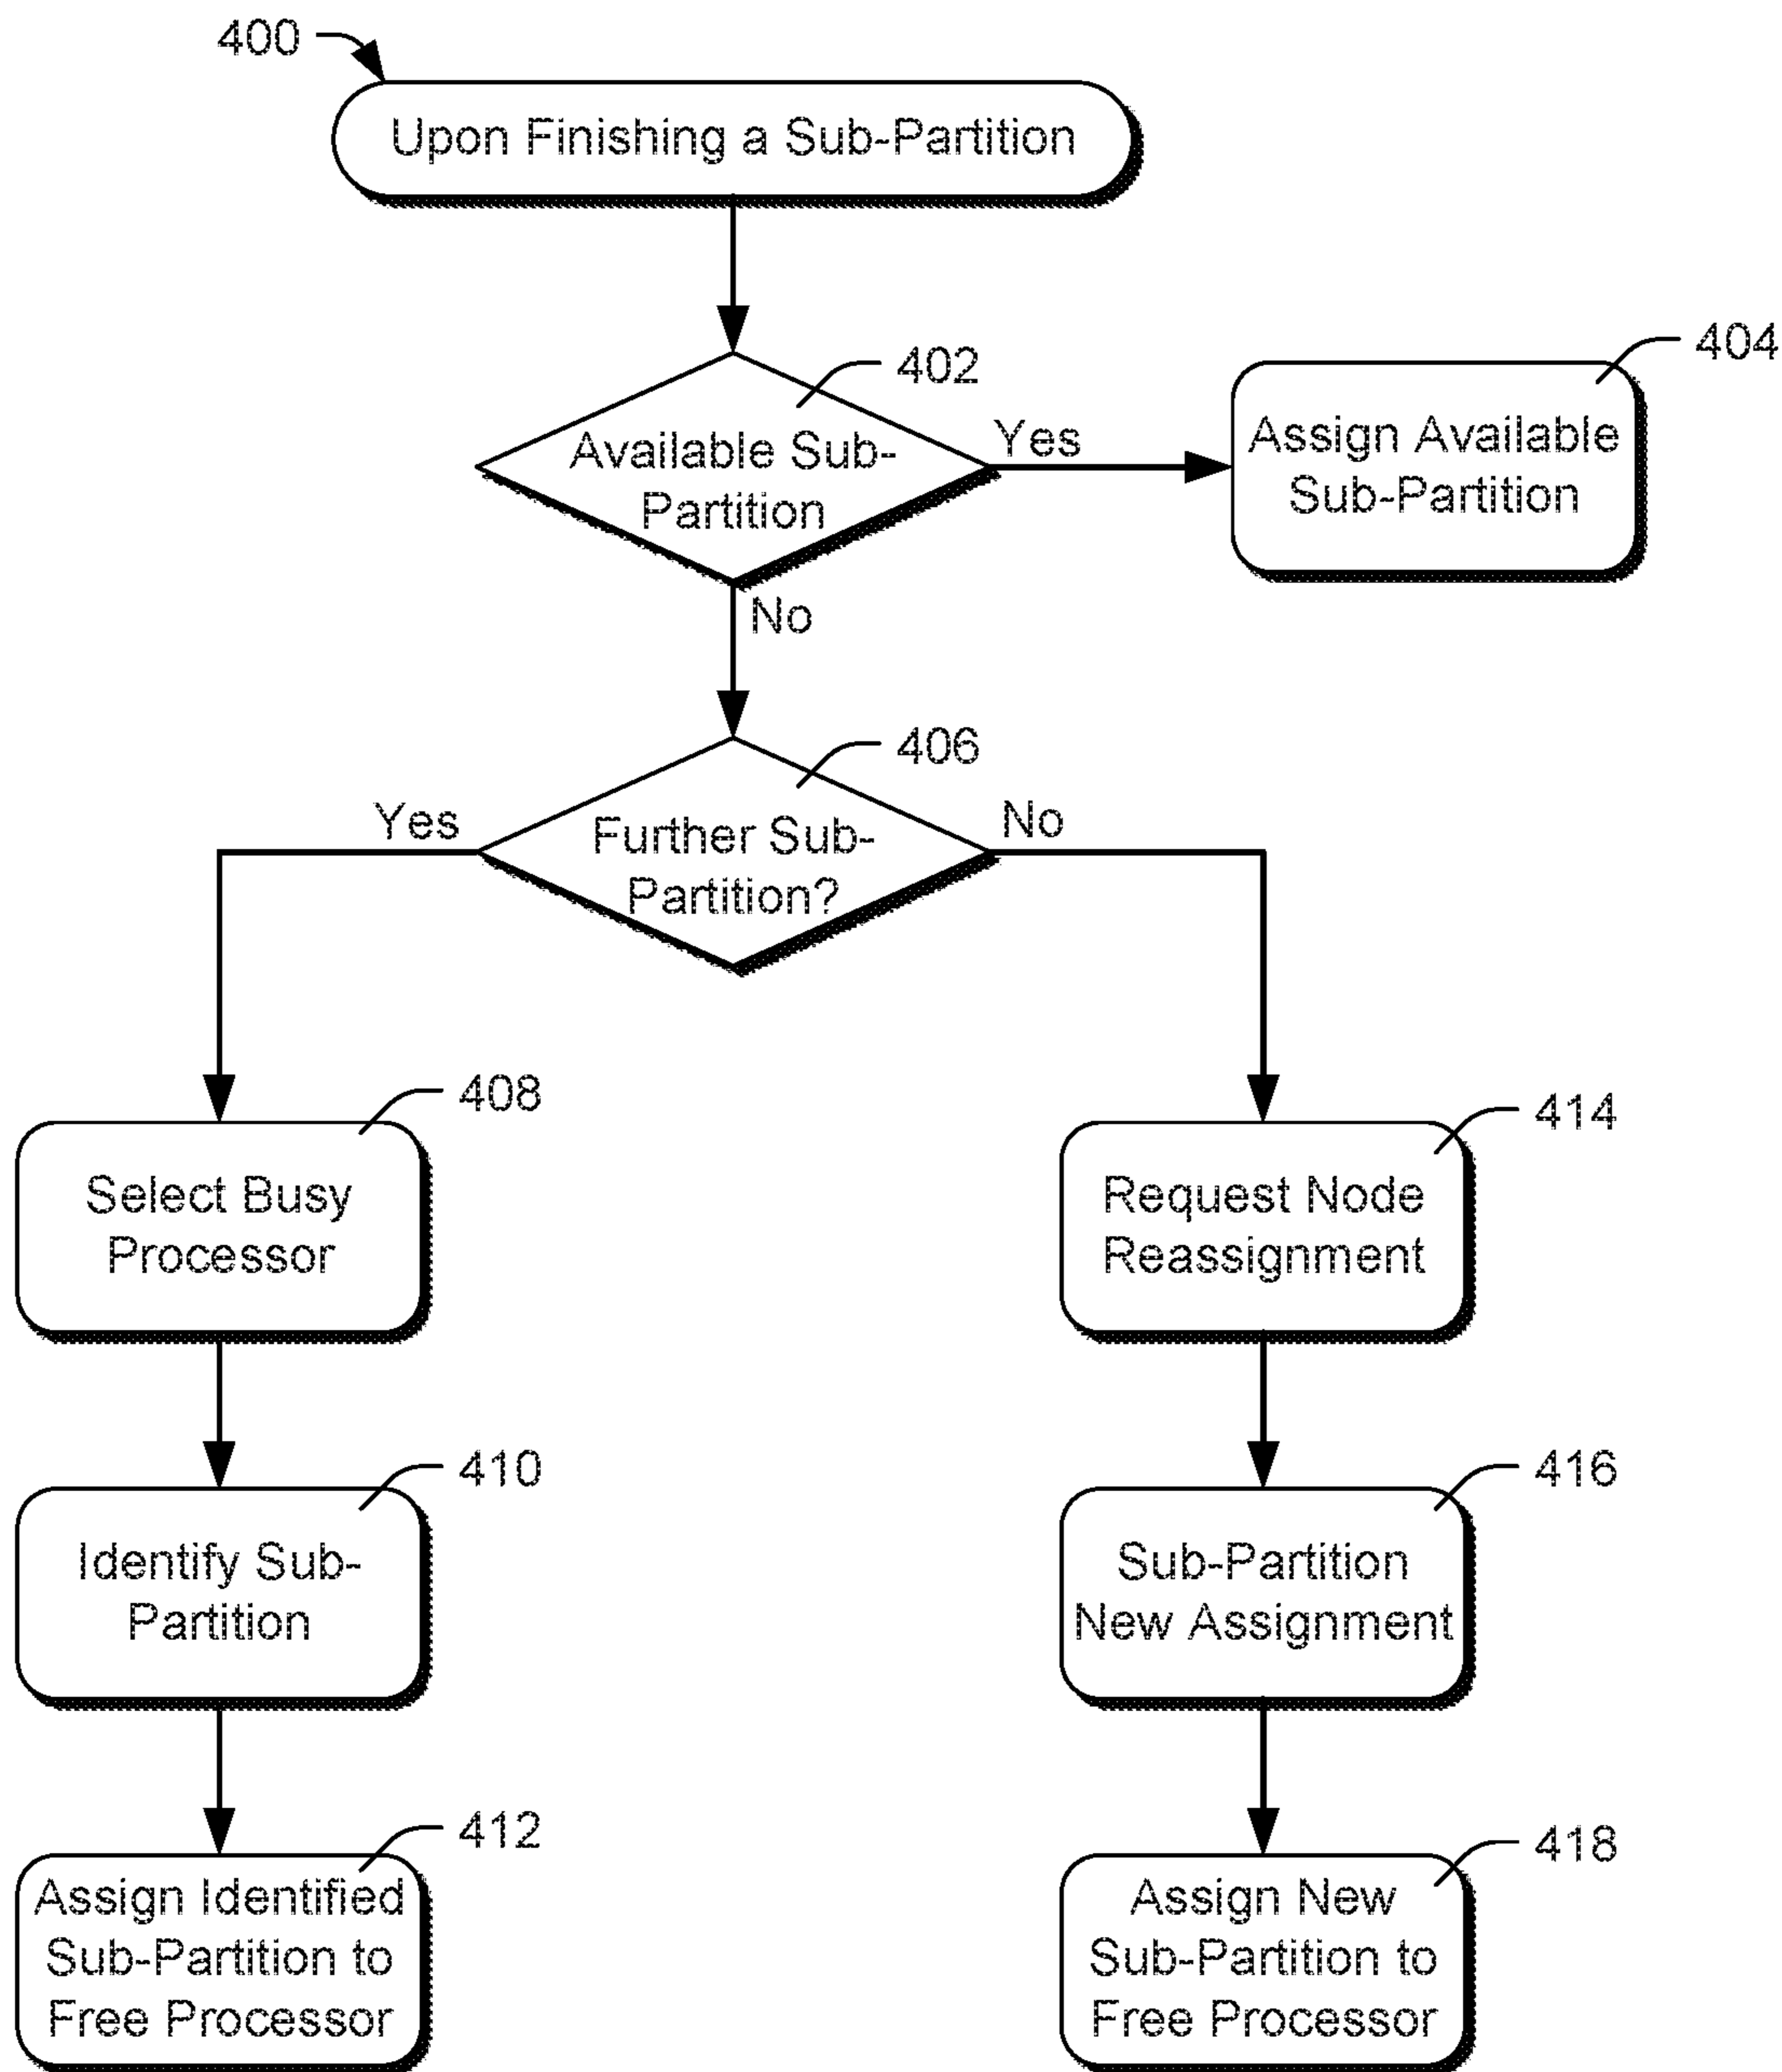 400
Upon Finishing a Sub-Partition
402
404
Available Sub-
Partition
Yes
Assign Available
Sub-Partition
No
406
Yes
Further Sub-
Partition?
No
408
414
Select Busy
Processor
Request Node
Reassignment
410
416
Identify Sub-
Partition
Sub-Partition
New Assignment
412
418
Assign Identified
Sub-Partition to
Free Processor
Assign New
Sub-Partition to
Free Processor